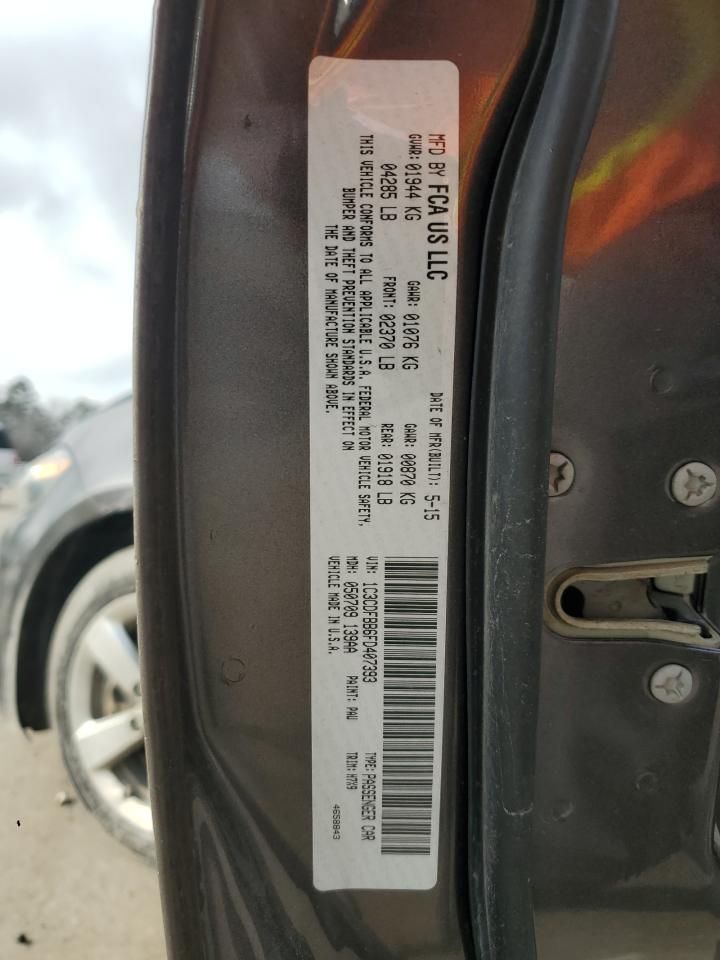 MFD BY FCA US LLC
DATE OF MFR(BUILT): 5-15
GVWR: 01944 KG GAWR: 01076 KG GAWR: 00870 KG
04285 LB FRONT: 02370 LB REAR: 01918 LB
THIS VEHICLE CONFORMS TO ALL APPLICABLE U.S.A. FEDERAL MOTOR VEHICLE SAFETY,
BUMPER AND THEFT PREVENTION STANDARDS IN EFFECT ON
THE DATE OF MANUFACTURE SHOWN ABOVE.
VIN: 1C3CDFBB6FD407393 TYPE: PASSENGER CAR
MDH: 050709 139AA PAINT: PAU TRIM: H7X9
VEHICLE MADE IN U.S.A. 4658843